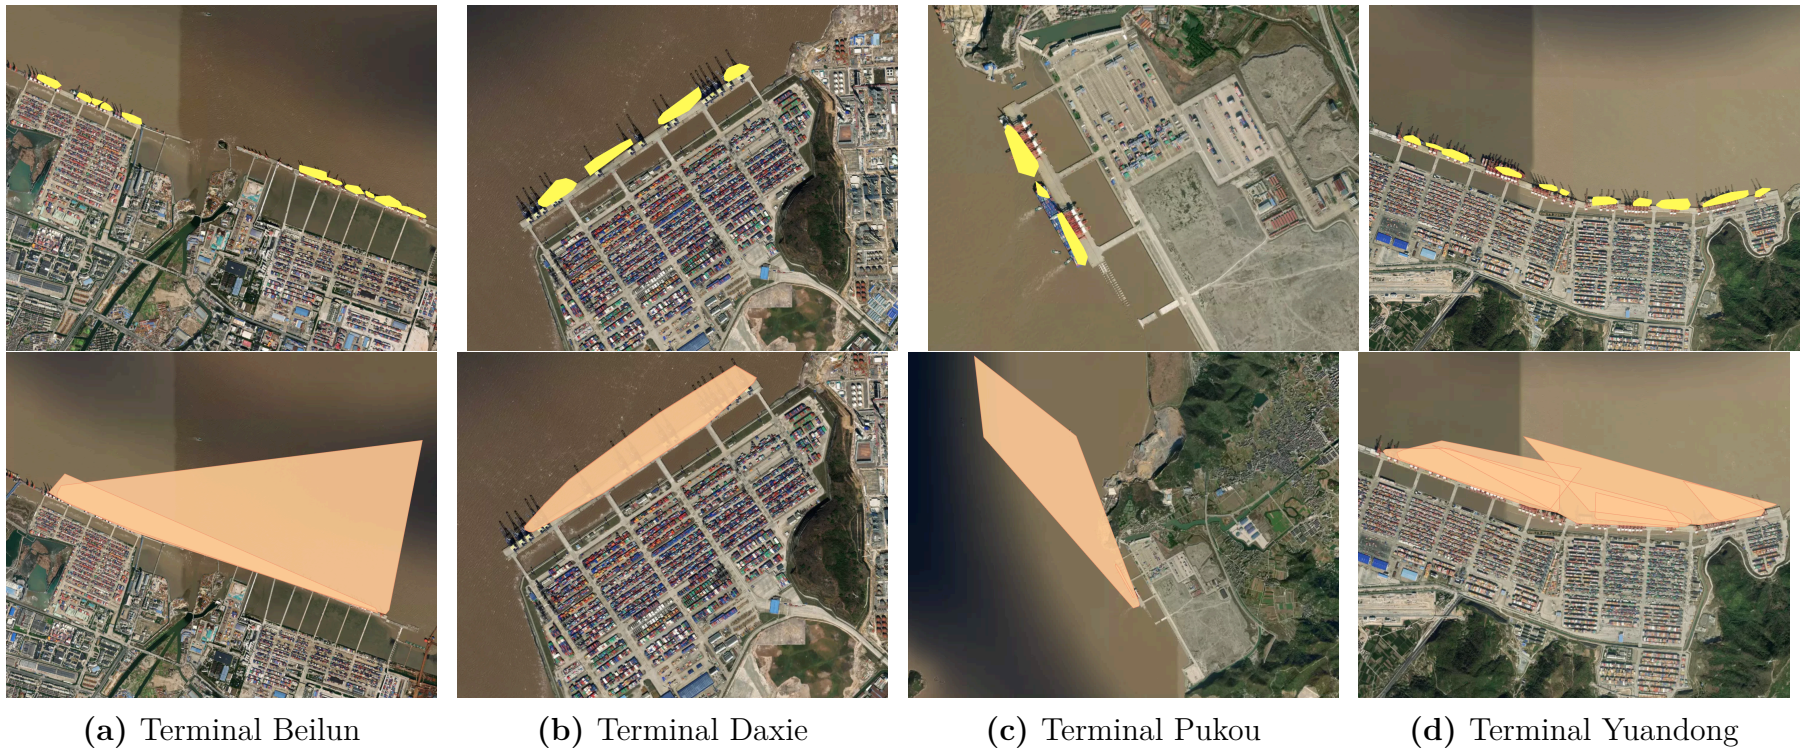 (a) Terminal Beilun
(b) Terminal Daxie
(c) Terminal Pukou
(d) Terminal Yuandong